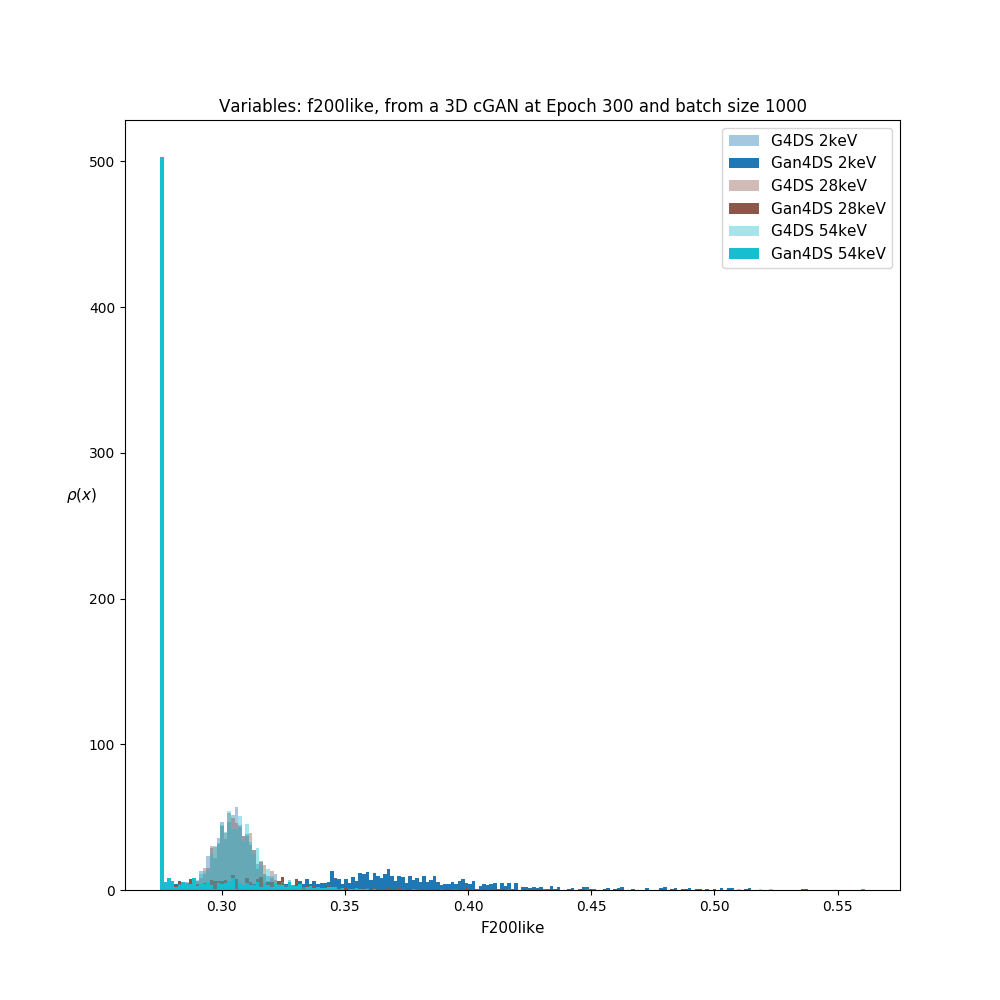 Variables: f200like, from a 3D cGAN at Epoch 300 and batch size 1000
G4DS 2keV
Gan4DS 2keV
G4DS 28keV
Gan4DS 28keV
G4DS 54keV
Gan4DS 54keV
500
400
300
ρ(x)
200
100
0
0.30 0.35 0.40 0.45 0.50 0.55
F200like